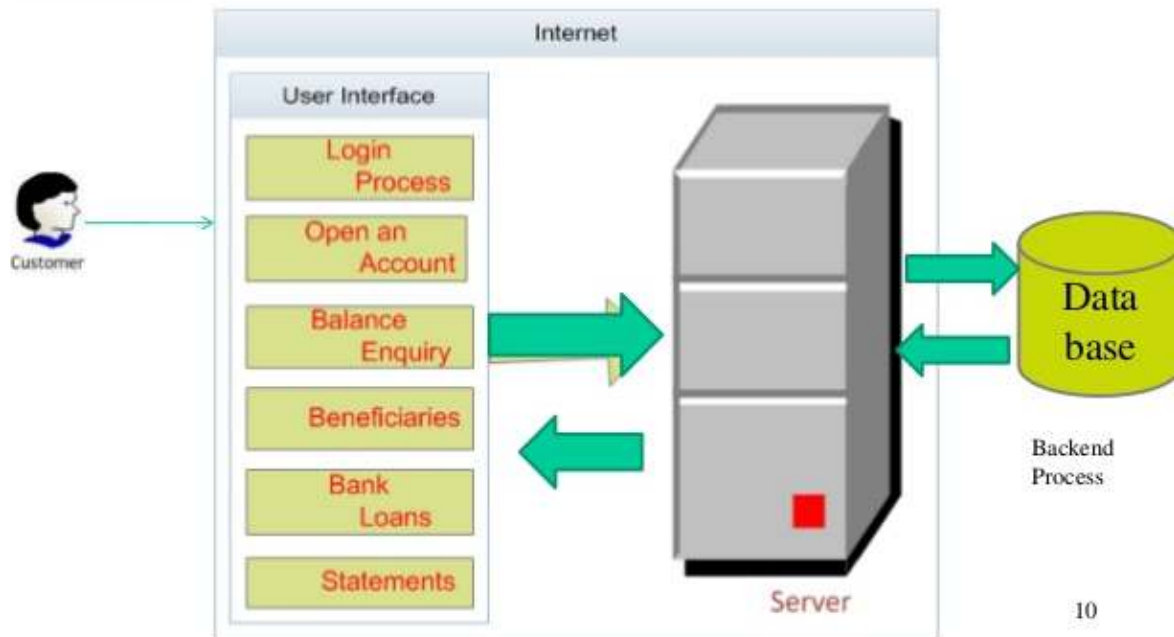 Internet
User Interface
Login
Process
Open an
Account
Balance
Enquiry
Beneficiaries
Bank
Loans
Statements
Customer
Server
Data
base
Backend
Process
10